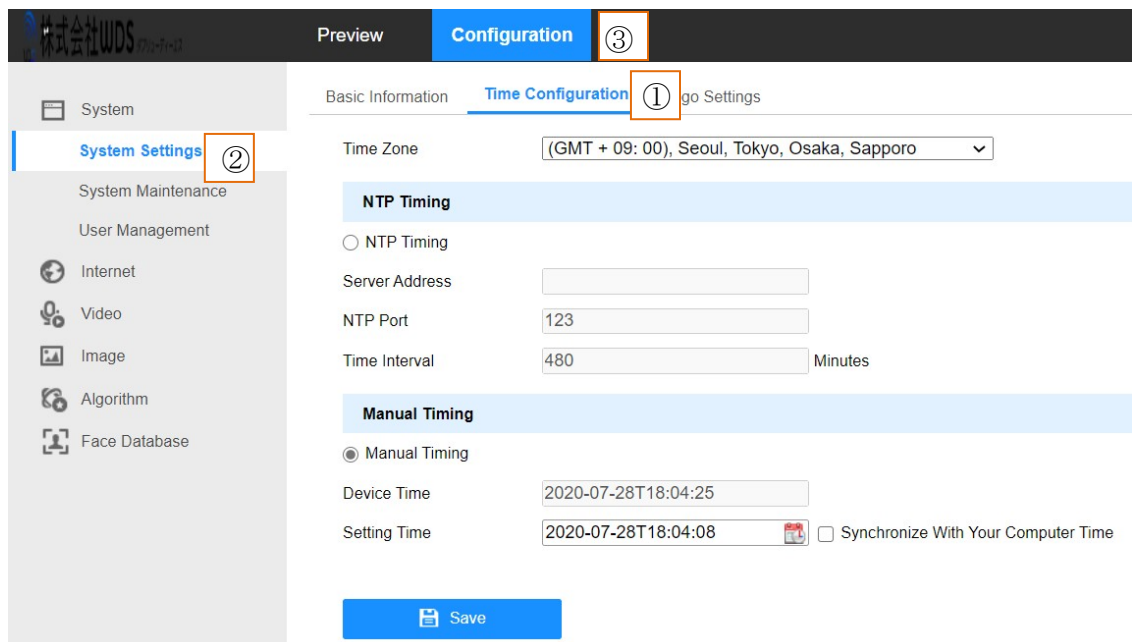 株式会社WDS
Preview
Configuration
③
Basic Information
Time Configuration
①
go Settings
System
System Settings
②
System Maintenance
User Management
Internet
Video
Image
Algorithm
Face Database
Time Zone
(GMT + 09: 00), Seoul, Tokyo, Osaka, Sapporo
NTP Timing
NTP Timing
Server Address
NTP Port
123
Time Interval
480
Minutes
Manual Timing
Manual Timing
Device Time
2020-07-28T18:04:25
Setting Time
2020-07-28T18:04:08
Synchronize With Your Computer Time
Save